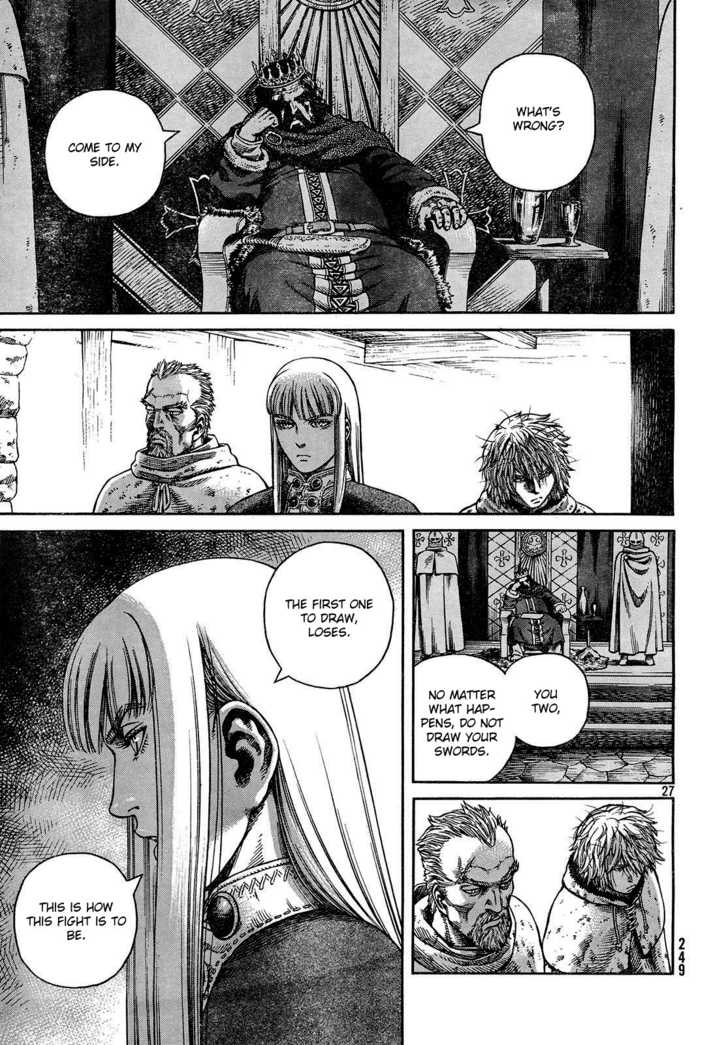 WHAT'S
WRONG?
COME TO MY
SIDE.
YOU
TWO,
NO MATTER
WHAT HAP-
PENS, DO NOT
DRAW YOUR
SWORDS.
THE FIRST ONE
TO DRAW,
LOSES.
THIS IS HOW
THIS FIGHT IS TO
BE.
27
249